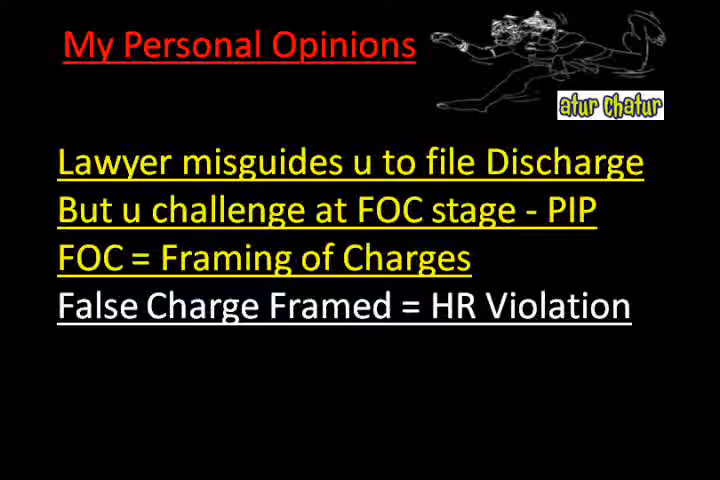 My Personal Opinions
atur chatur
Lawyer misguides u to file Discharge
But u challenge at FOC stage - PIP
FOC = Framing of Charges
False Charge Framed = HR Violation